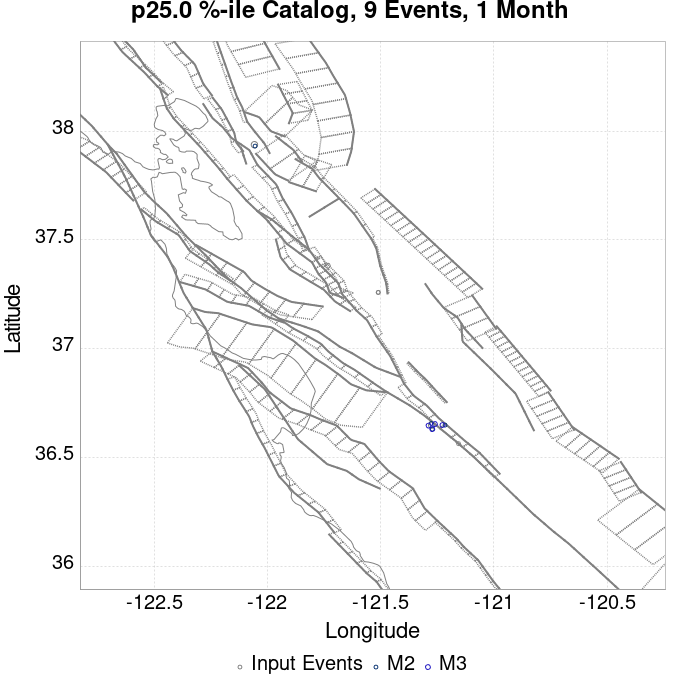 p25.0 %-ile Catalog, 9 Events, 1 Month
Latitude
38
37.5
37
36.5
36
-122.5 -122 -121.5 -121 -120.5
Longitude
Input Events M2 M3